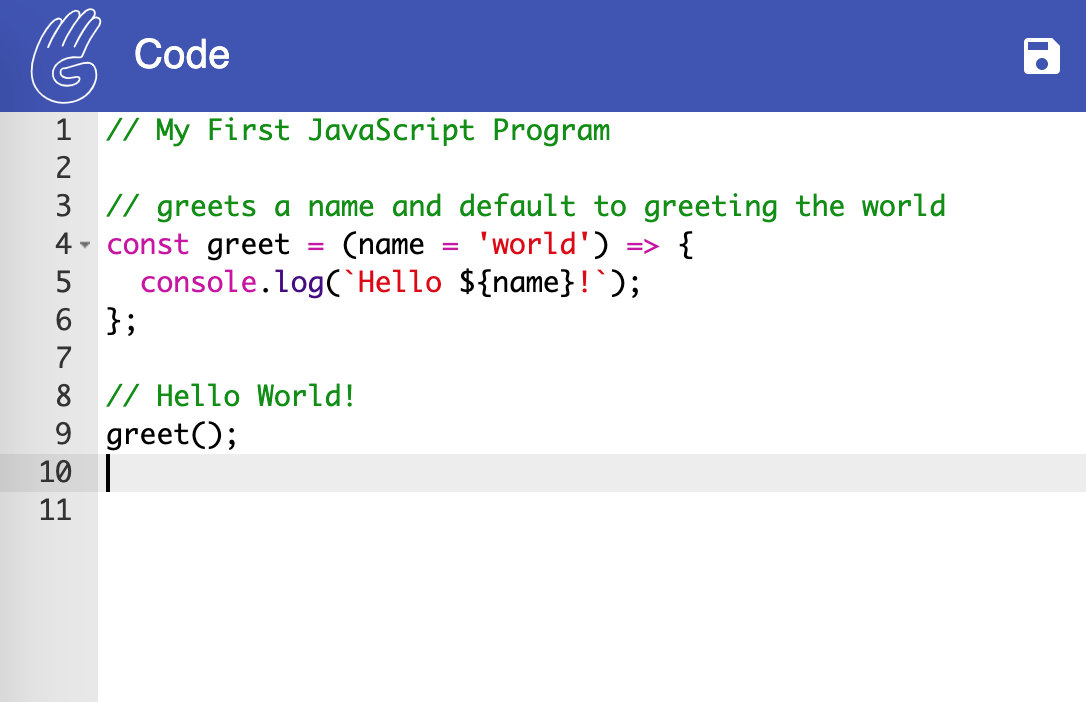 Code
1 // My First JavaScript Program
2
3 // greets a name and default to greeting the world
4 const greet = (name = 'world') => {
5   console.log(`Hello ${name}!`);
6 };
7
8 // Hello World!
9 greet();
10
11